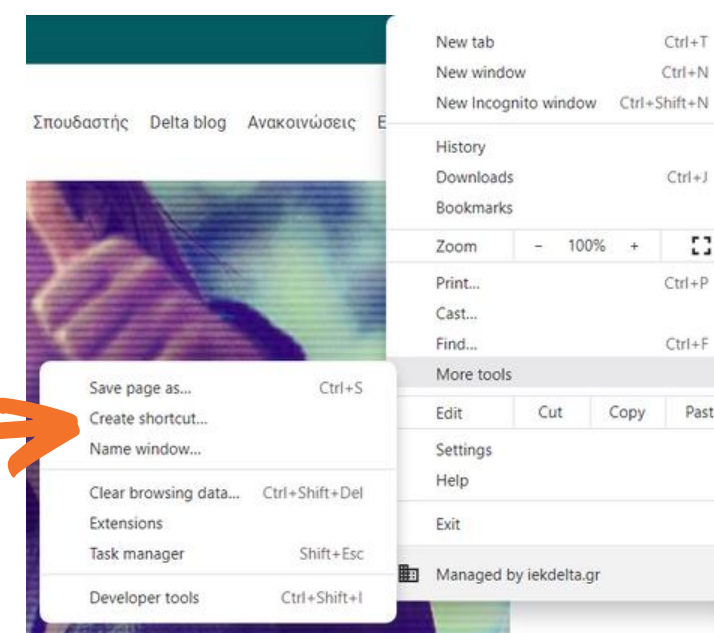 Σπουδαστής Delta blog Ανακοινώσεις Ε
New tab Ctrl+T
New window Ctrl+N
New Incognito window Ctrl+Shift+N
History
Downloads Ctrl+J
Bookmarks
Zoom - 100% +
Print... Ctrl+P
Cast...
Find... Ctrl+F
More tools
Edit Cut Copy Past
Settings
Help
Exit
Managed by iekdelta.gr
Save page as... Ctrl+S
Create shortcut...
Name window...
Clear browsing data... Ctrl+Shift+Del
Extensions
Task manager Shift+Esc
Developer tools Ctrl+Shift+I